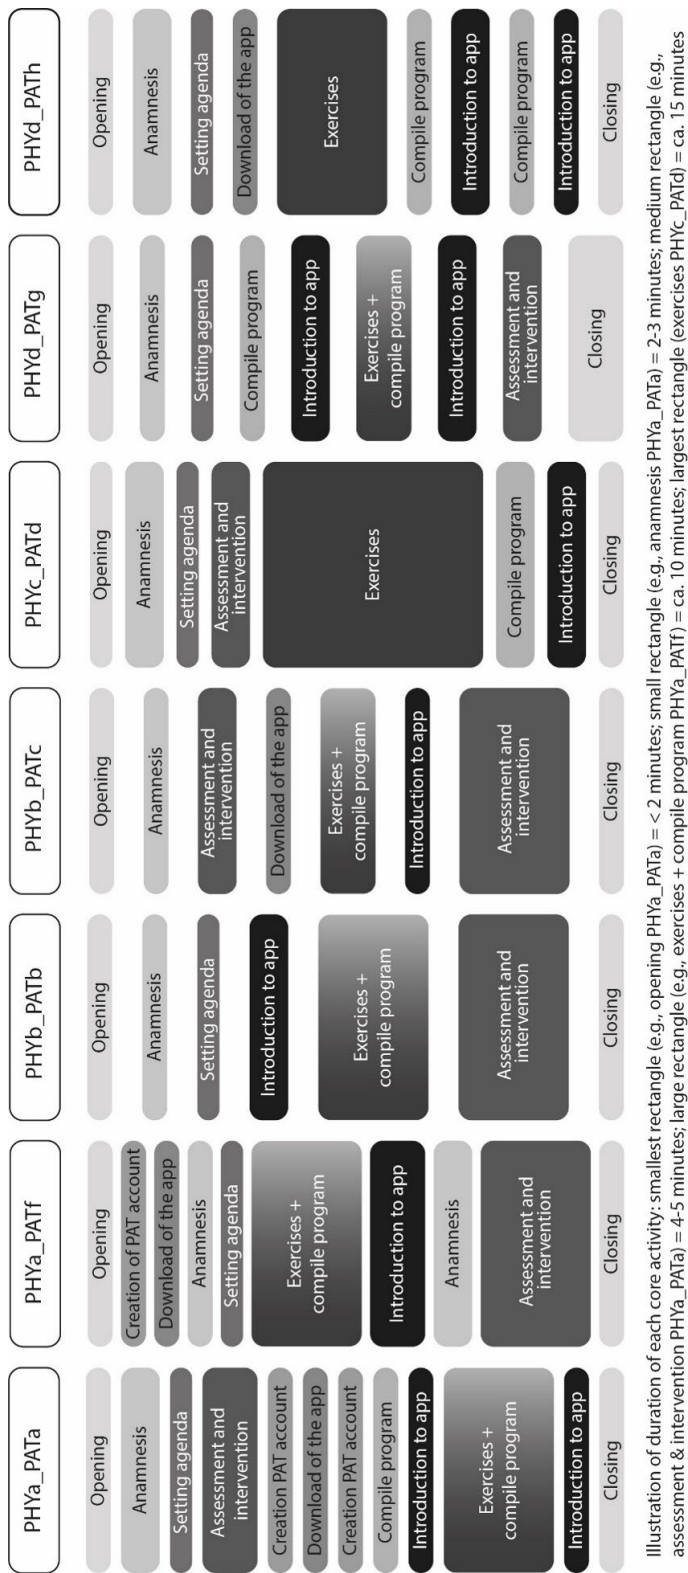 PHYa_PATa
Opening
Anamnesis
Setting agenda
Assessment and
intervention
Creation PAT account
Download of the app
Creation PAT account
Compile program
Introduction to app
Exercises +
compile program
Introduction to app
Closing
PHYa_PATf
Opening
Creation of PAT account
Download of the app
Anamnesis
Setting agenda
Exercises +
compile program
Introduction to app
Anamnesis
Assessment and
intervention
Closing
PHYb_PATb
Opening
Anamnesis
Setting agenda
Introduction to app
Exercises +
compile program
Assessment and
intervention
Closing
PHYb_PATc
Opening
Anamnesis
Assessment and
intervention
Download of the app
Exercises +
compile program
Introduction to app
Assessment and
intervention
Closing
PHYc_PATd
Opening
Anamnesis
Setting agenda
Assessment and
intervention
Exercises
Compile program
Introduction to app
Closing
PHYd_PATg
Opening
Anamnesis
Setting agenda
Compile program
Introduction to app
Exercises +
compile program
Introduction to app
Assessment and
intervention
Closing
PHYd_PATh
Opening
Anamnesis
Setting agenda
Download of the app
Exercises
Compile program
Introduction to app
Compile program
Introduction to app
Closing
Illustration of duration of each core activity: smallest rectangle (e.g., opening PHYa_PATa) = < 2 minutes; small rectangle (e.g., anamnesis PHYa_PATa) = 2-3 minutes; medium rectangle (e.g.,
assessment & intervention PHYa_PATa) = 4-5 minutes; large rectangle (e.g., exercises + compile program PHYa_PATf) = ca. 10 minutes; largest rectangle (exercises PHYc_PATd) = ca. 15 minutes